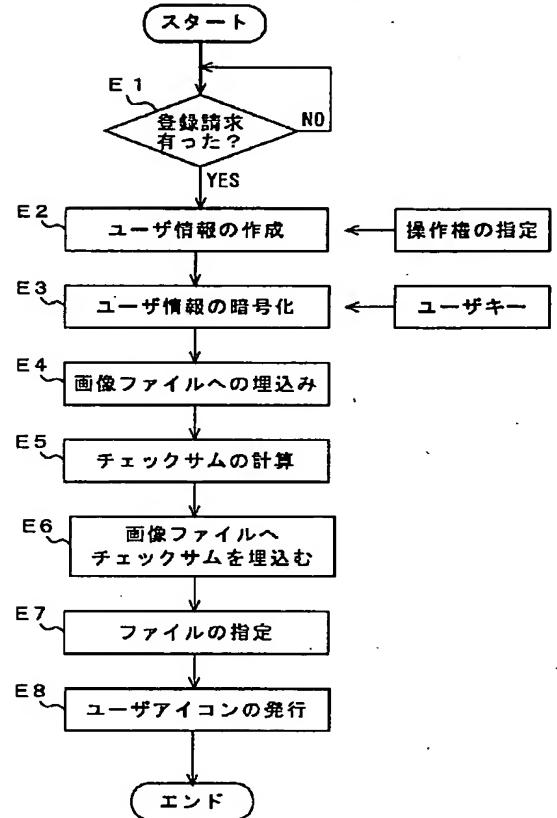 スタート
E1
登録請求
有った?
NO
YES
E2
ユーザ情報の作成
操作権の指定
E3
ユーザ情報の暗号化
ユーザキー
E4
画像ファイルへの埋込み
E5
チェックサムの計算
E6
画像ファイルへ
チェックサムを埋込む
E7
ファイルの指定
E8
ユーザアイコンの発行
エンド